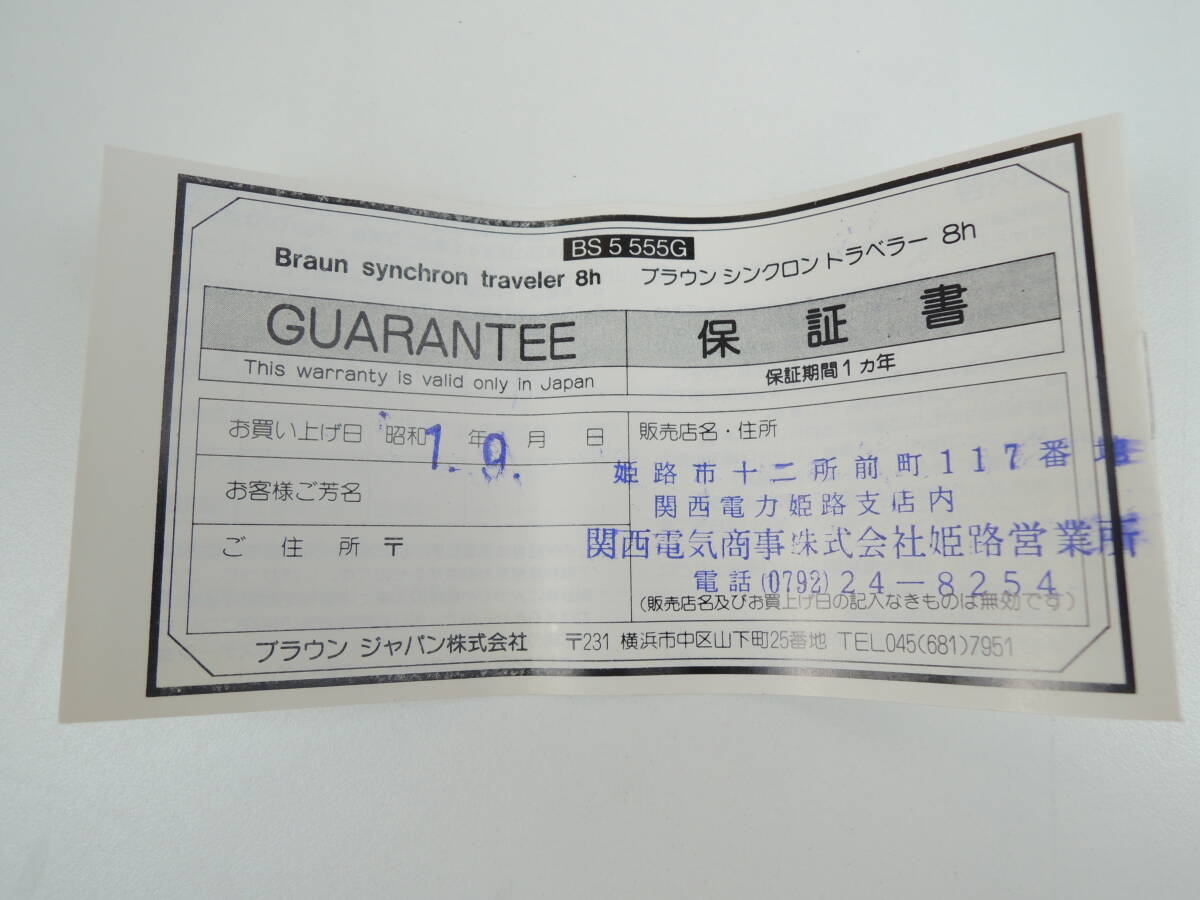 BS 5 555G
Braun synchron traveler 8h ブラウン シンクロン トラベラー 8h
GUARANTEE 保証書
This warranty is valid only in Japan 保証期間1ヵ年
お買い上げ日 昭和 年 月 日
1. 9.
お客様ご芳名
ご住所 〒
販売店名・住所
姫路市十二所前町117番地
関西電力姫路支店内
関西電気商事株式会社姫路営業所
電話(0792)24-8254
(販売店名及びお買上げ日の記入なきものは無効です)
ブラウン ジャパン株式会社 〒231 横浜市中区山下町25番地 TEL045(681)7951